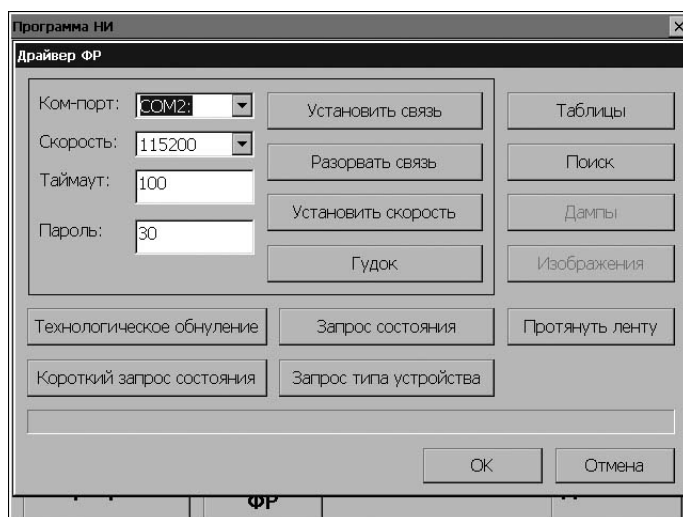 Программа НИ
Драйвер ФР
Ком-порт: COM2: Установить связь Таблицы
Скорость: 115200 Разорвать связь Поиск
Таймаут: 100 Установить скорость Дампы
Пароль: 30 Гудок Изображения
Технологическое обнуление Запрос состояния Протянуть ленту
Короткий запрос состояния Запрос типа устройства
OK Отмена
ФР